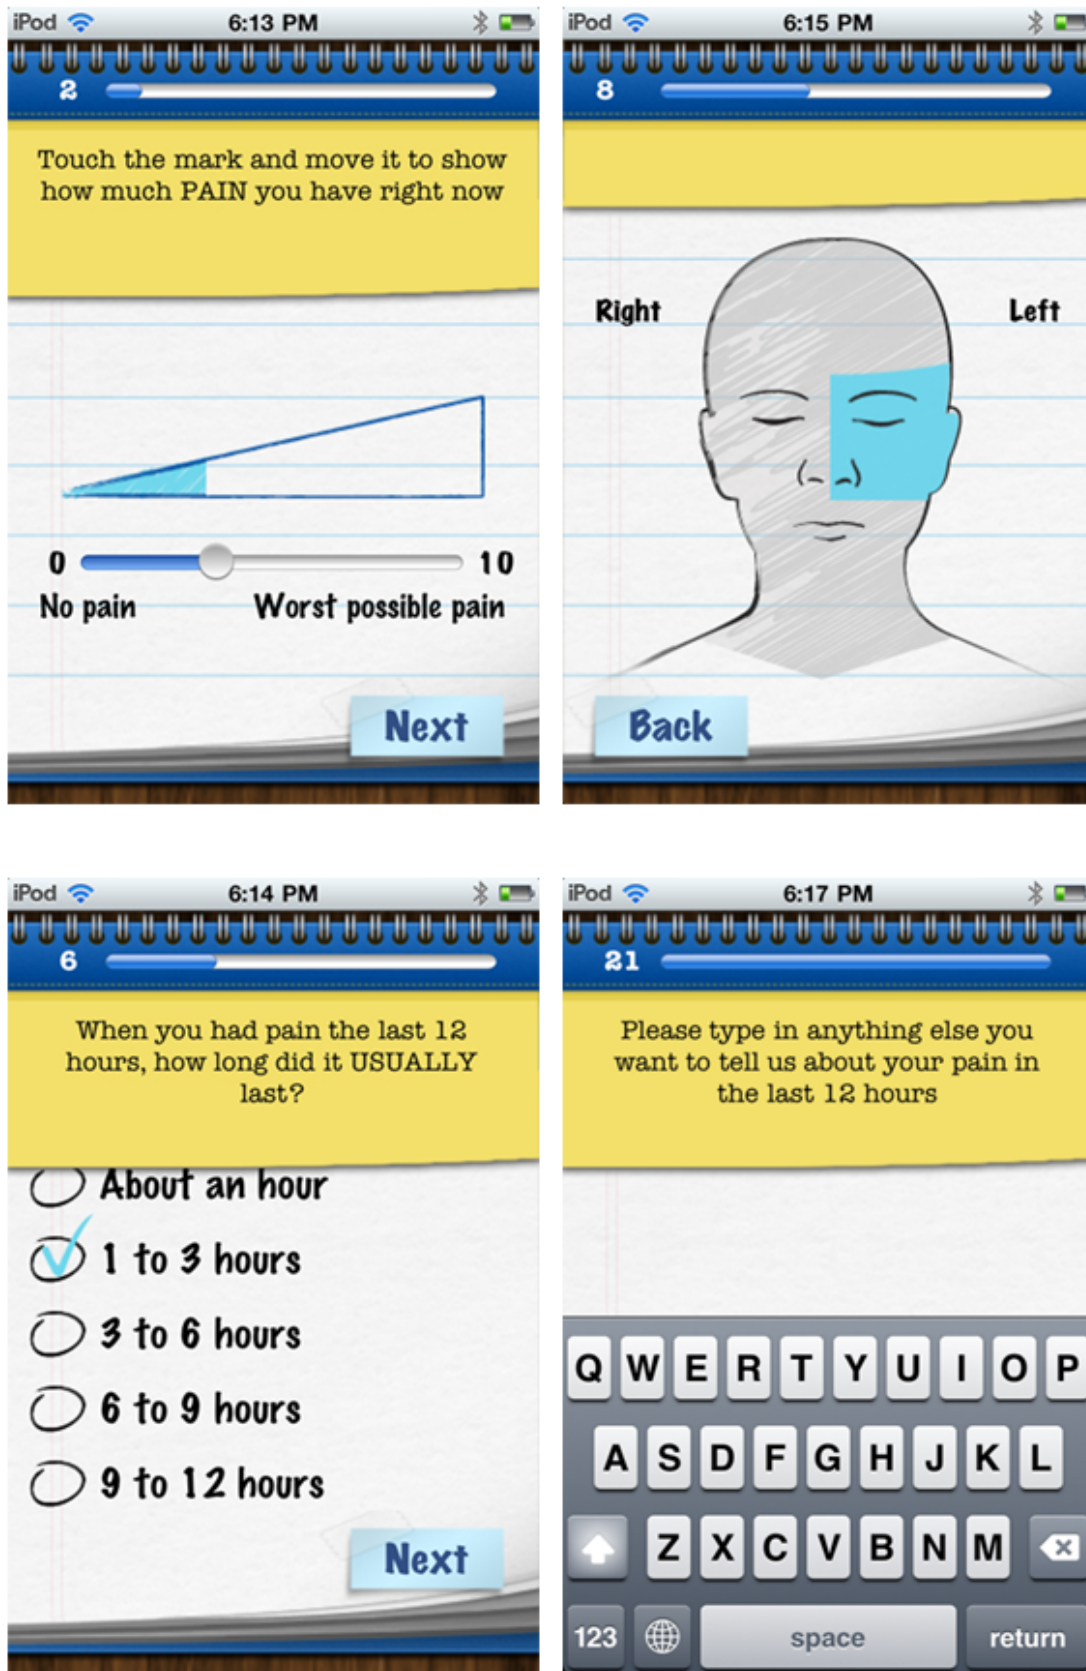 iPod 6:13 PM
2
Touch the mark and move it to show
how much PAIN you have right now
0 10
No pain Worst possible pain
Next
iPod 6:15 PM
8
Right Left
Back
iPod 6:14 PM
6
When you had pain the last 12
hours, how long did it USUALLY
last?
About an hour
1 to 3 hours
3 to 6 hours
6 to 9 hours
9 to 12 hours
Next
iPod 6:17 PM
21
Please type in anything else you
want to tell us about your pain in
the last 12 hours
Q W E R T Y U I O P
A S D F G H J K L
Z X C V B N M
123 space return